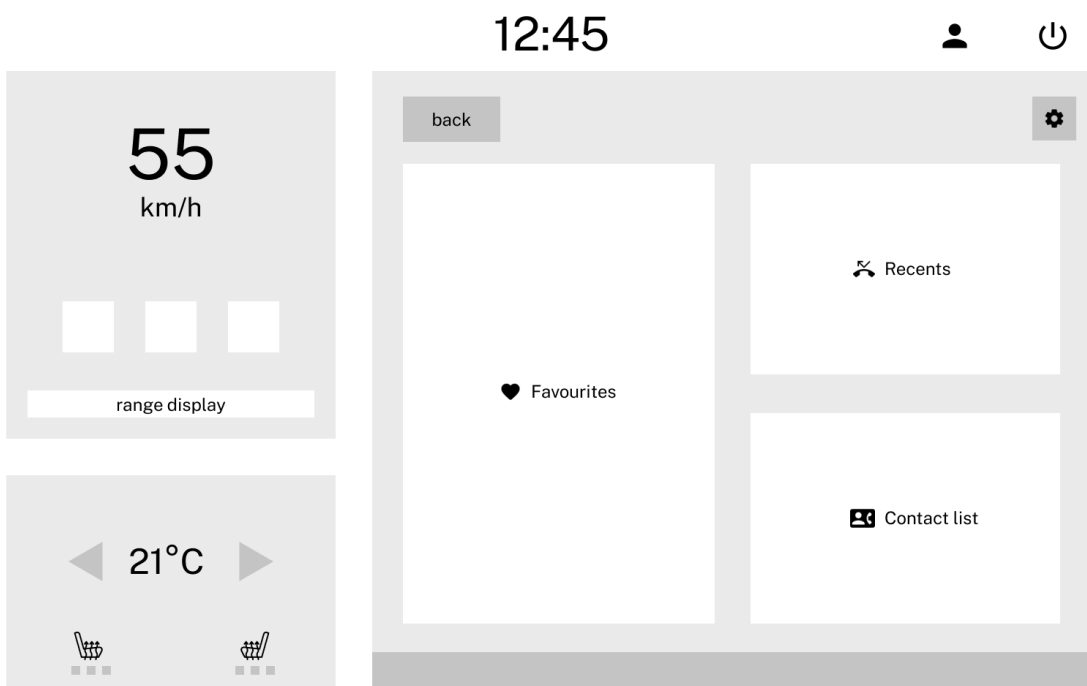 12:45
55
km/h
range display
21°C
back
Favourites
Recents
Contact list